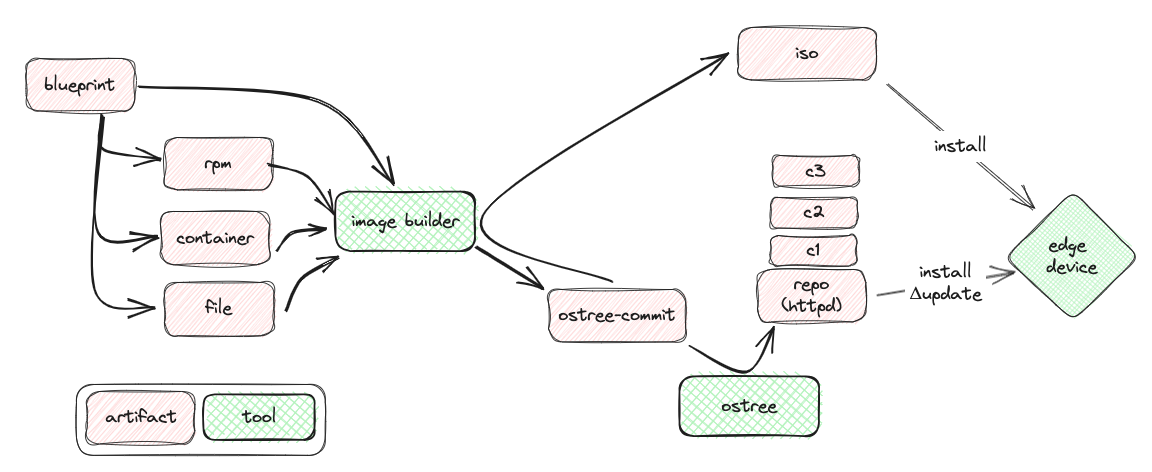 blueprint
rpm
container
file
image builder
ostree-commit
iso
install
c3
c2
c1
repo
(httpd)
install
Δupdate
edge
device
ostree
artifact
tool